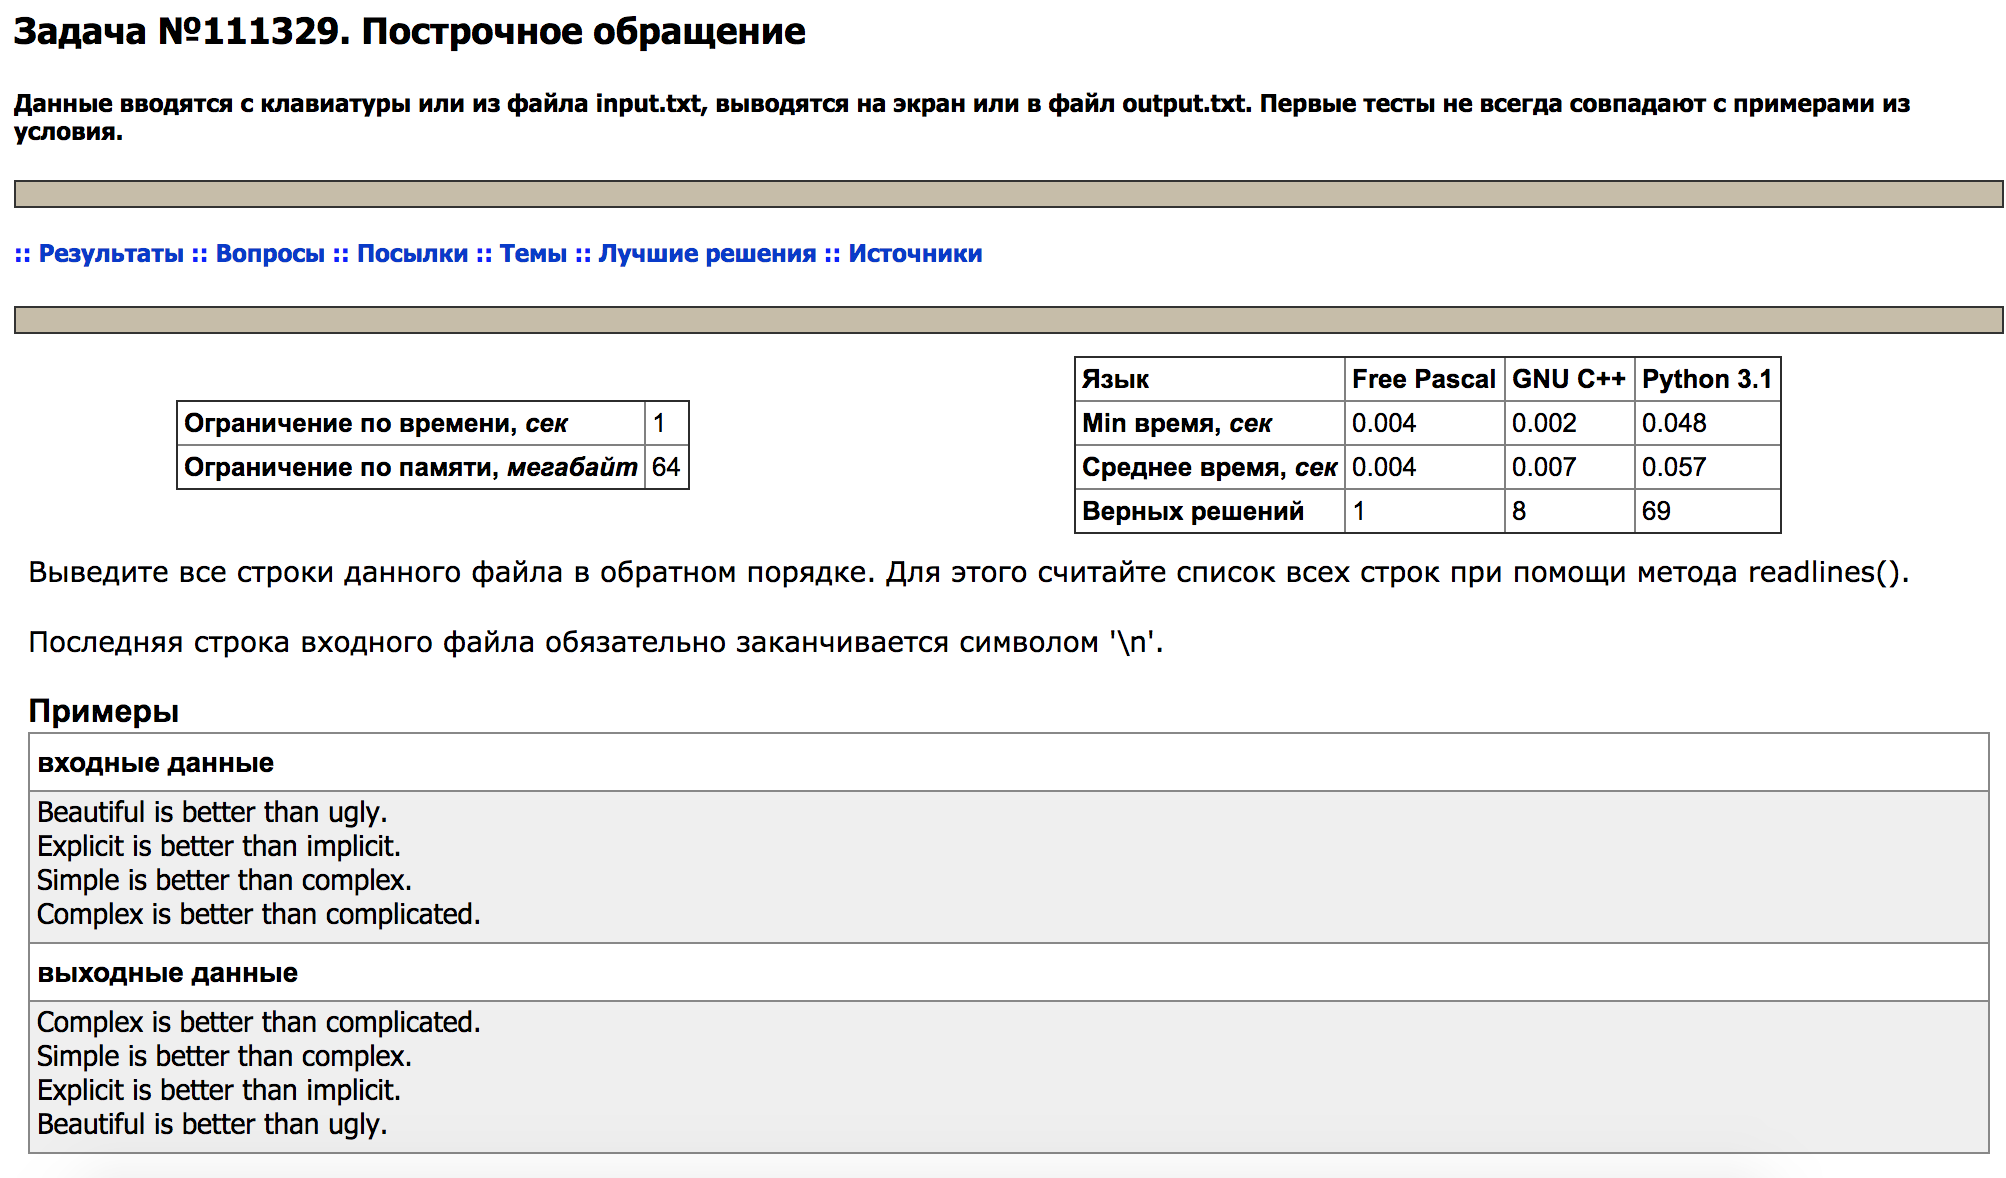 Задача №111329. Построчное обращение
Данные вводятся с клавиатуры или из файла input.txt, выводятся на экран или в файл output.txt. Первые тесты не всегда совпадают с примерами из
условия.
:: Результаты :: Вопросы :: Посылки :: Темы :: Лучшие решения :: Источники
Ограничение по времени, сек 1
Ограничение по памяти, мегабайт 64
Язык Free Pascal GNU C++ Python 3.1
Min время, сек 0.004 0.002 0.048
Среднее время, сек 0.004 0.007 0.057
Верных решений 1 8 69
Выведите все строки данного файла в обратном порядке. Для этого считайте список всех строк при помощи метода readlines().
Последняя строка входного файла обязательно заканчивается символом '\n'.
Примеры
входные данные
Beautiful is better than ugly.
Explicit is better than implicit.
Simple is better than complex.
Complex is better than complicated.
выходные данные
Complex is better than complicated.
Simple is better than complex.
Explicit is better than implicit.
Beautiful is better than ugly.